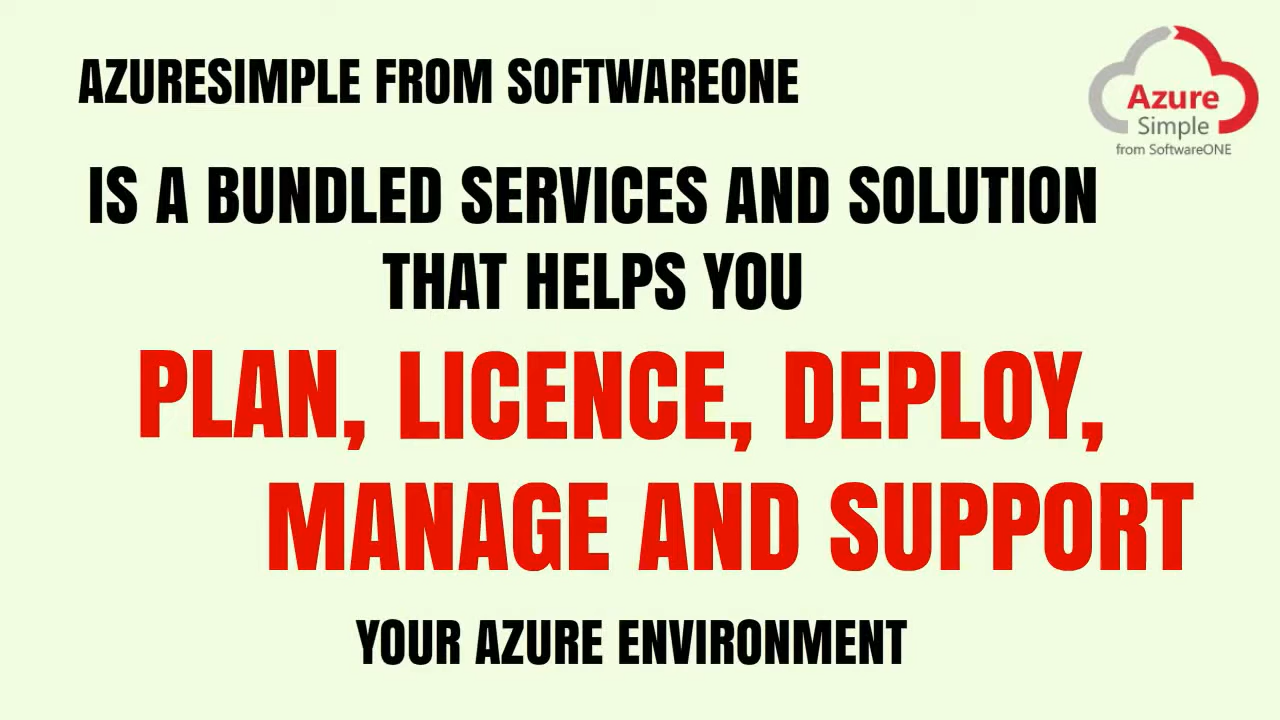 AZURESIMPLE FROM SOFTWAREONE
Azure
Simple
from SoftwareONE
IS A BUNDLED SERVICES AND SOLUTION
THAT HELPS YOU
PLAN, LICENCE, DEPLOY,
MANAGE AND SUPPORT
YOUR AZURE ENVIRONMENT